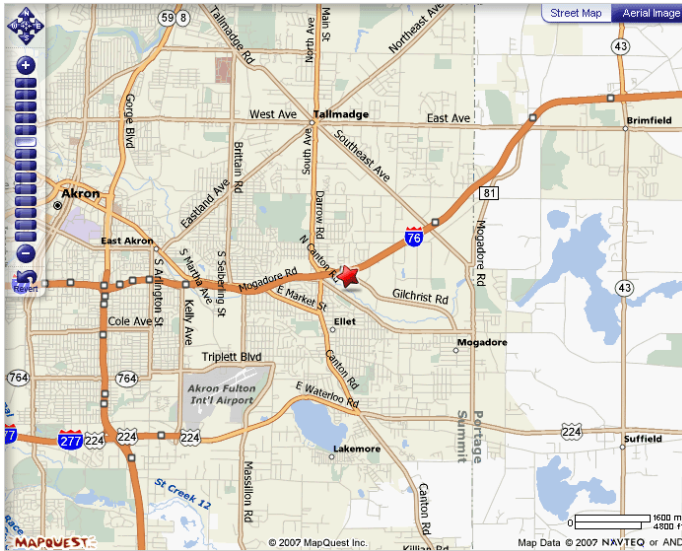 Street Map
Aerial Image
59
8
Main St
North Ave
Northeast Ave
Tallmadge Rd
43
Gorge Blvd
West Ave
Tallmadge
East Ave
Brimfield
Brittain Rd
South Ave
Southeast Ave
Eastland Ave
Akron
Darrow Rd
81
East Akron
N Canton Rd
76
Mogadore Rd
S Arlington St
S Martha Ave
S Seiberling St
Mogadore Rd
Revert
Gilchrist Rd
43
Kelly Ave
E Market St
Cole Ave
Ellet
Mogadore
Triplett Blvd
Canton Rd
764
764
Akron Fulton
Int'l Airport
E Waterloo Rd
Portage
Summit
77
277
224
224
224
224
Suffield
Lakemore
Massillon Rd
St Creek 12
Canton Rd
Race
1600 m
0
4800 ft
MAPQUEST
© 2007 MapQuest Inc.
Killian Rd
Map Data © 2007 NAVTEQ or AND